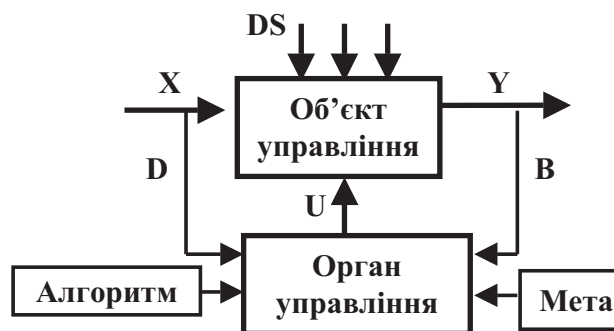 DS
X
Y
Об’єкт
управління
D
B
U
Орган
управління
Алгоритм
Мета